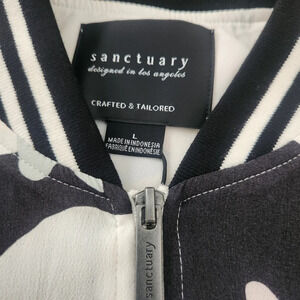 sanctuary
designed in los angeles
CRAFTED & TAILORED
L
MADE IN INDONESIA
FABRIQUÉ EN INDONÉSIE
sanctuary